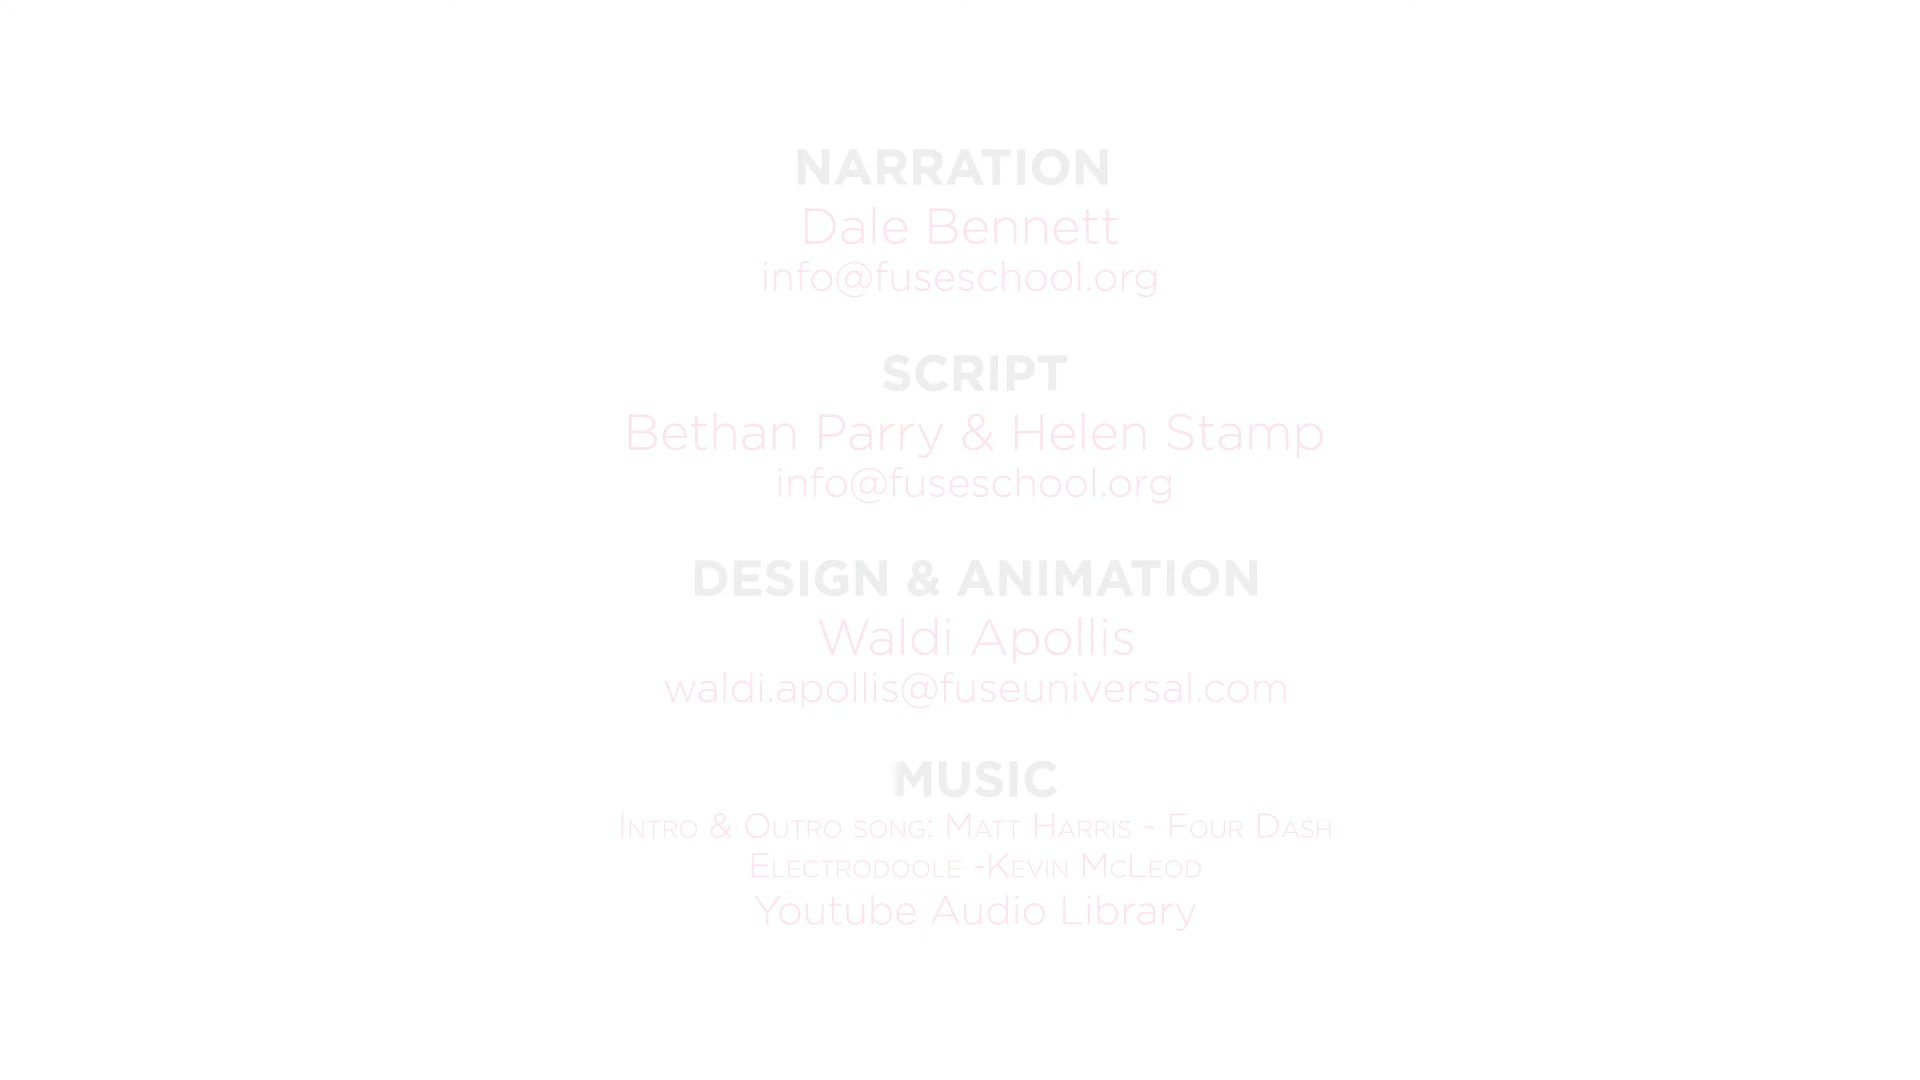 NARRATION
Dale Bennett
info@fuseschool.org
SCRIPT
Bethan Parry & Helen Stamp
info@fuseschool.org
DESIGN & ANIMATION
Waldi Apollis
waldi.apollis@fuseuniversal.com
MUSIC
Intro & Outro song: Matt Harris - Four Dash
Electrodoole -Kevin McLeod
Youtube Audio Library